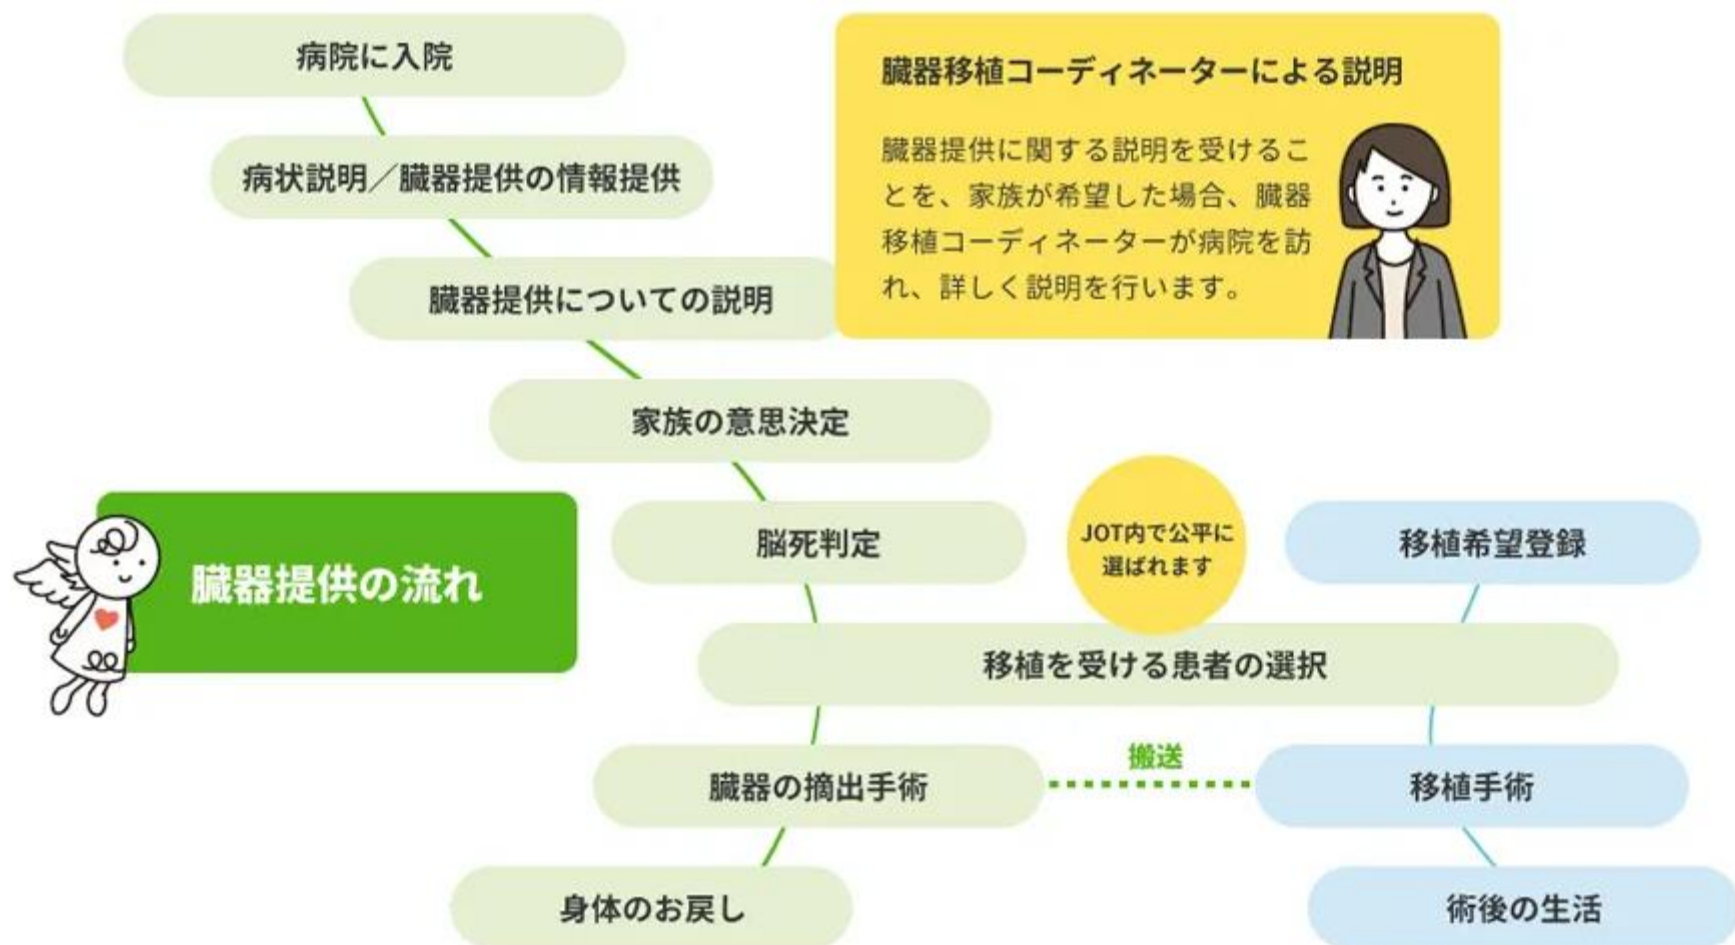 病院に入院
病状説明／臓器提供の情報提供
臓器提供についての説明
臓器移植コーディネーターによる説明
臓器提供に関する説明を受けるこ
とを、家族が希望した場合、臓器
移植コーディネーターが病院を訪
れ、詳しく説明を行います。
家族の意思決定
臓器提供の流れ
脳死判定
JOT内で公平に
選ばれます
移植希望登録
移植を受ける患者の選択
臓器の摘出手術
搬送
移植手術
身体のお戻し
術後の生活